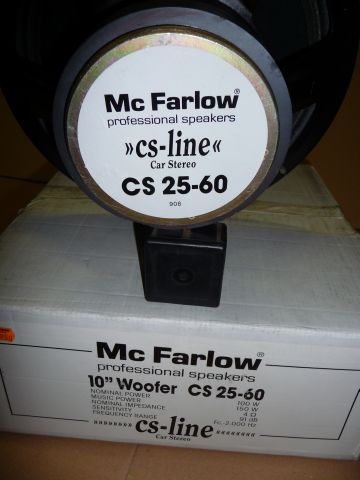 Mc Farlow®
professional speakers
»cs-line«
Car Stereo
CS 25-60
908
Mc Farlow®
professional speakers
10" Woofer CS 25-60
NOMINAL POWER 100 W
MUSIC POWER 150 W
NOMINAL IMPEDANCE 4 Ω
SENSITIVITY 91 dB
FREQUENCY RANGE Fc.-2.000 Hz
»»»»»»»» cs-line ««««««««
Car Stereo